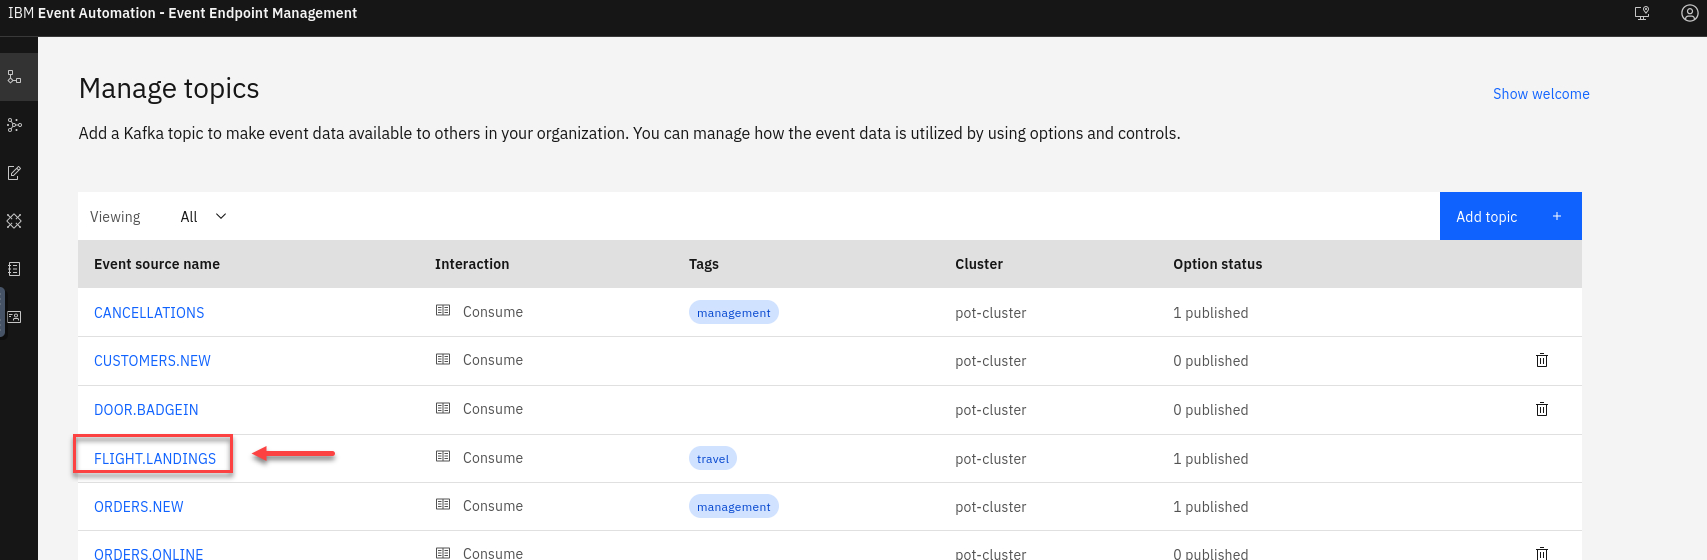 IBM Event Automation - Event Endpoint Management
Manage topics
Show welcome
Add a Kafka topic to make event data available to others in your organization. You can manage how the event data is utilized by using options and controls.
Viewing All Add topic +
Event source name Interaction Tags Cluster Option status
CANCELLATIONS Consume management pot-cluster 1 published
CUSTOMERS.NEW Consume pot-cluster 0 published
DOOR.BADGEIN Consume pot-cluster 0 published
FLIGHT.LANDINGS Consume travel pot-cluster 1 published
ORDERS.NEW Consume management pot-cluster 1 published
ORDERS.ONLINE Consume pot-cluster 0 published